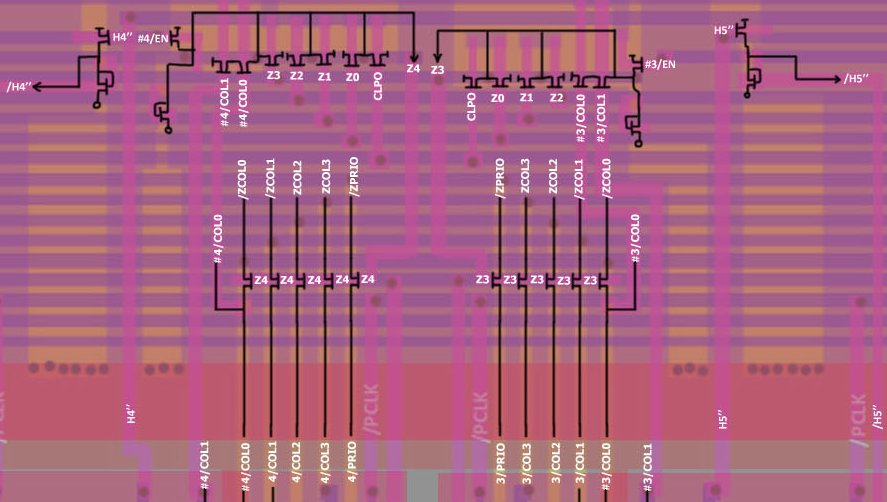 H4'' #4/EN
/H4''
#4/COL1
#4/COL0
Z3
Z2
Z1
Z0
CLPO
Z4
Z3
CLPO
Z0
Z1
Z2
#3/COL0
#3/COL1
#3/EN
H5''
/H5''
/ZCOL0
/ZCOL1
ZCOL2
ZCOL3
/ZPRIO
/ZPRIO
ZCOL3
ZCOL2
/ZCOL1
/ZCOL0
#4/COL0
Z4 Z4 Z4 Z4 Z4
Z3 Z3 Z3 Z3 Z3
#3/COL0
/PCLK
H4''
/PCLK
/PCLK
H5''
/PCLK
/H5''
#4/COL1
#4/COL0
4/COL1
4/COL2
4/COL3
4/PRIO
3/PRIO
3/COL3
3/COL2
3/COL1
#3/COL0
#3/COL1